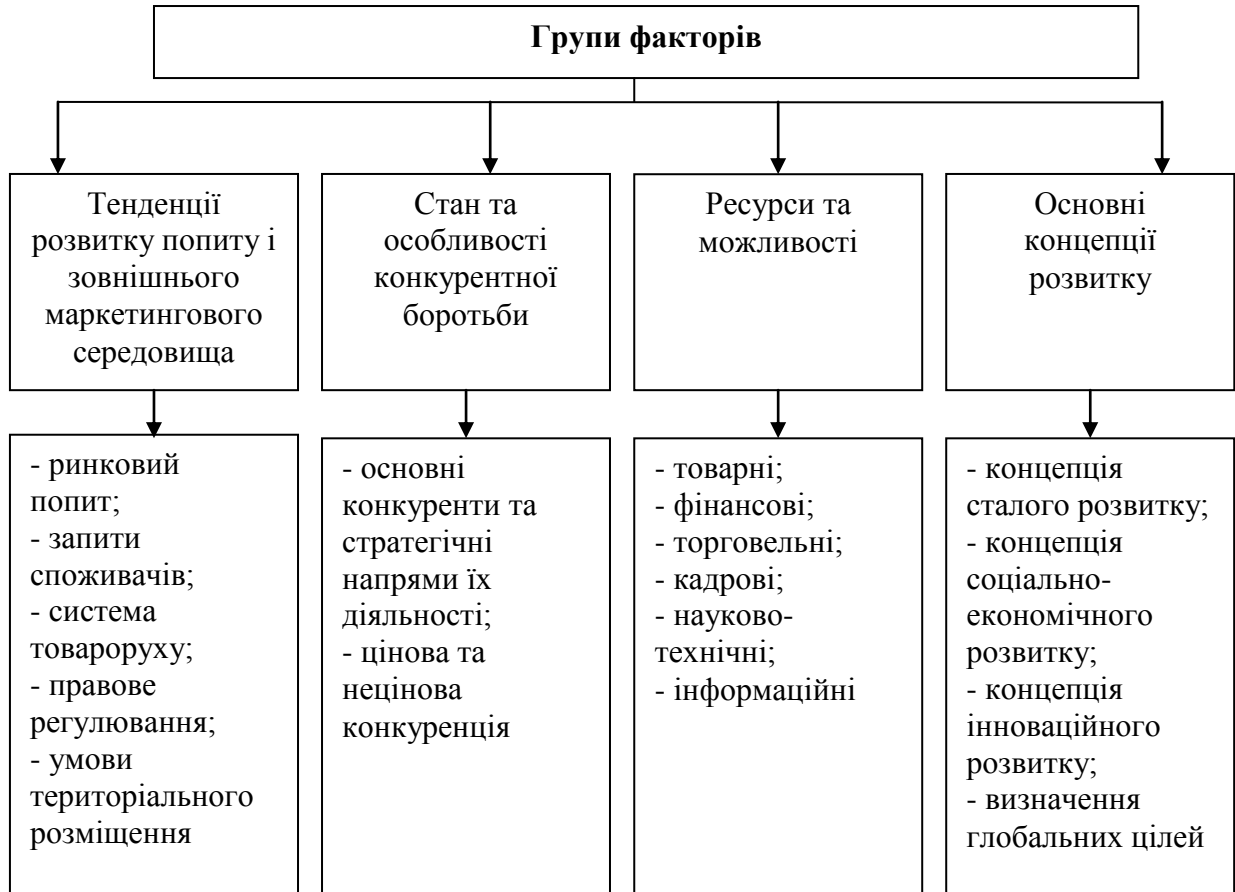 Групи факторів
Тенденції
розвитку попиту і
зовнішнього
маркетингового
середовища
Стан та
особливості
конкурентної
боротьби
Ресурси та
можливості
Основні
концепції
розвитку
- ринковий
попит;
- запити
споживачів;
- система
товароруху;
- правове
регулювання;
- умови
територіального
розміщення
- основні
конкуренти та
стратегічні
напрями їх
діяльності;
- цінова та
нецінова
конкуренція
- товарні;
- фінансові;
- торговельні;
- кадрові;
- науково-
технічні;
- інформаційні
- концепція
сталого розвитку;
- концепція
соціально-
економічного
розвитку;
- концепція
інноваційного
розвитку;
- визначення
глобальних цілей